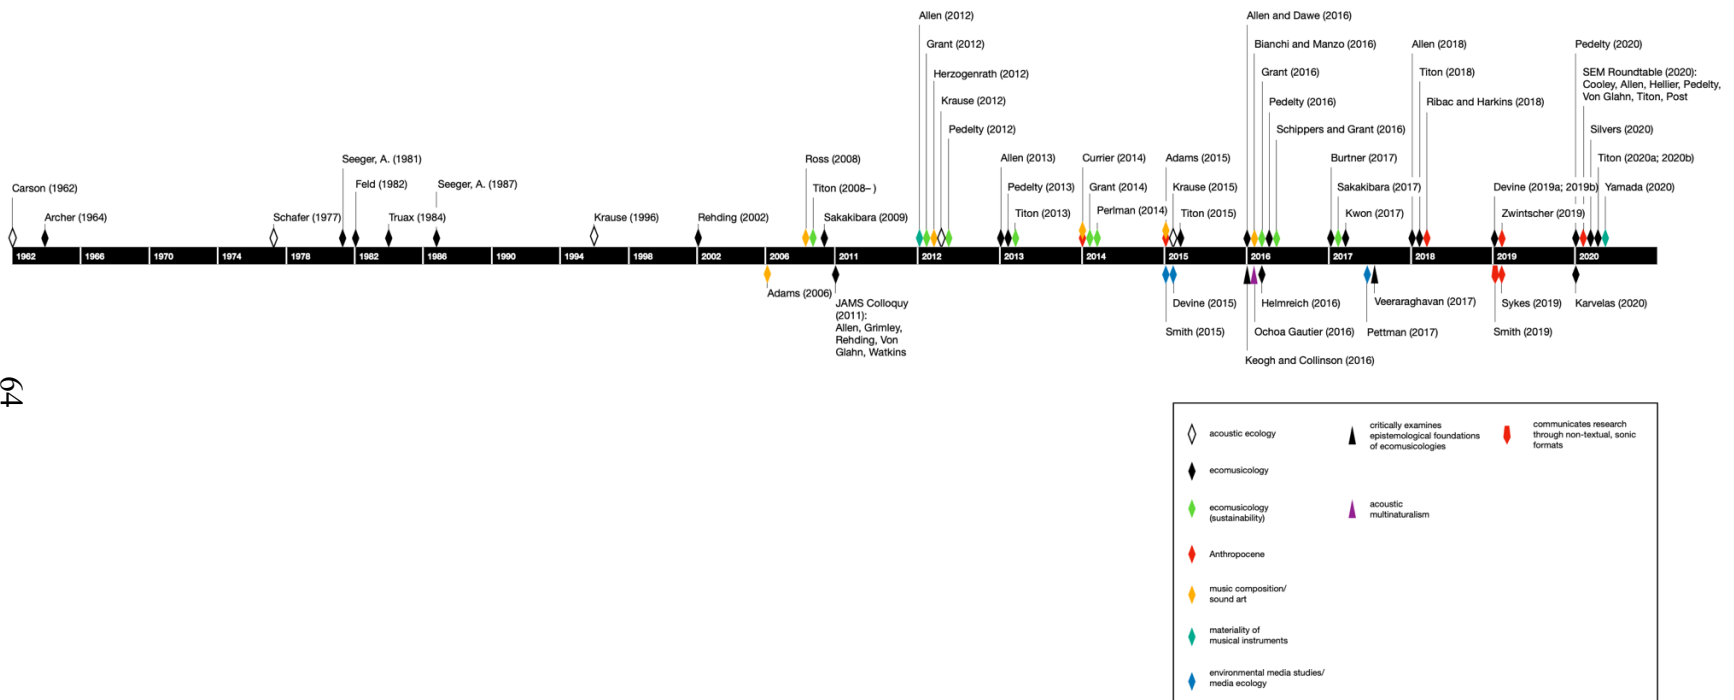 Allen (2012)
Allen and Dawe (2016)
Grant (2012)
Bianchi and Manzo (2016)
Allen (2018)
Pedelty (2020)
Herzogenrath (2012)
Grant (2016)
Titon (2018)
SEM Roundtable (2020):
Cooley, Allen, Hellier, Pedelty,
Von Glahn, Titon, Post
Krause (2012)
Pedelty (2016)
Ribac and Harkins (2018)
Pedelty (2012)
Schippers and Grant (2016)
Silvers (2020)
Seeger, A. (1981)
Ross (2008)
Allen (2013)
Currier (2014)
Adams (2015)
Burtner (2017)
Titon (2020a; 2020b)
Carson (1962)
Feld (1982)
Seeger, A. (1987)
Titon (2008– )
Pedelty (2013)
Grant (2014)
Krause (2015)
Sakakibara (2017)
Devine (2019a; 2019b)
Yamada (2020)
Archer (1964)
Schafer (1977)
Truax (1984)
Krause (1996)
Rehding (2002)
Sakakibara (2009)
Titon (2013)
Perlman (2014)
Titon (2015)
Kwon (2017)
Zwintscher (2019)
1962
1966
1970
1974
1978
1982
1986
1990
1994
1998
2002
2006
2011
2012
2013
2014
2015
2016
2017
2018
2019
2020
Adams (2006)
JAMS Colloquy
(2011):
Allen, Grimley,
Rehding, Von
Glahn, Watkins
Devine (2015)
Helmreich (2016)
Veeraraghavan (2017)
Sykes (2019)
Karvelas (2020)
Smith (2015)
Ochoa Gautier (2016)
Pettman (2017)
Smith (2019)
Keogh and Collinson (2016)
64
acoustic ecology
critically examines
epistemological foundations
of ecomusicologies
communicates research
through non-textual, sonic
formats
ecomusicology
ecomusicology
(sustainability)
acoustic
multinaturalism
Anthropocene
music composition/
sound art
materiality of
musical instruments
environmental media studies/
media ecology